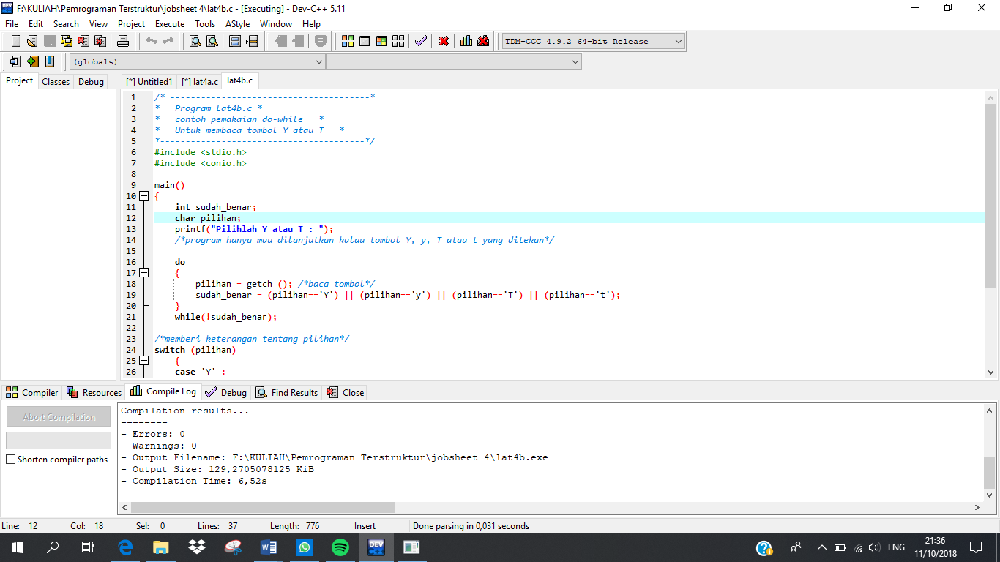 F:\KULIAH\Pemrograman Terstruktur\jobsheet 4\lat4b.c - [Executing] - Dev-C++ 5.11
File Edit Search View Project Execute Tools AStyle Window Help
TDM-GCC 4.9.2 64-bit Release
(globals)
Project Classes Debug [*] Untitled1 [*] lat4a.c lat4b.c
1 /* ---------------------------------------*
2 * Program Lat4b.c *
3 * contoh pemakaian do-while *
4 * Untuk membaca tombol Y atau T *
5 *----------------------------------------*/
6 #include <stdio.h>
7 #include <conio.h>
8
9 main()
10 {
11 int sudah_benar;
12 char pilihan;
13 printf("Pilihlah Y atau T : ");
14 /*program hanya mau dilanjutkan kalau tombol Y, y, T atau t yang ditekan*/
15
16 do
17 {
18 pilihan = getch (); /*baca tombol*/
19 sudah_benar = (pilihan=='Y') || (pilihan=='y') || (pilihan=='T') || (pilihan=='t');
20 }
21 while(!sudah_benar);
22
23 /*memberi keterangan tentang pilihan*/
24 switch (pilihan)
25 {
26 case 'Y' :
Compiler Resources Compile Log Debug Find Results Close
Abort Compilation
Shorten compiler paths
Compilation results...
--------
- Errors: 0
- Warnings: 0
- Output Filename: F:\KULIAH\Pemrograman Terstruktur\jobsheet 4\lat4b.exe
- Output Size: 129,2705078125 KiB
- Compilation Time: 6,52s
Line: 12 Col: 18 Sel: 0 Lines: 37 Length: 776 Insert Done parsing in 0,031 seconds
DEV
ENG
21:36
11/10/2018